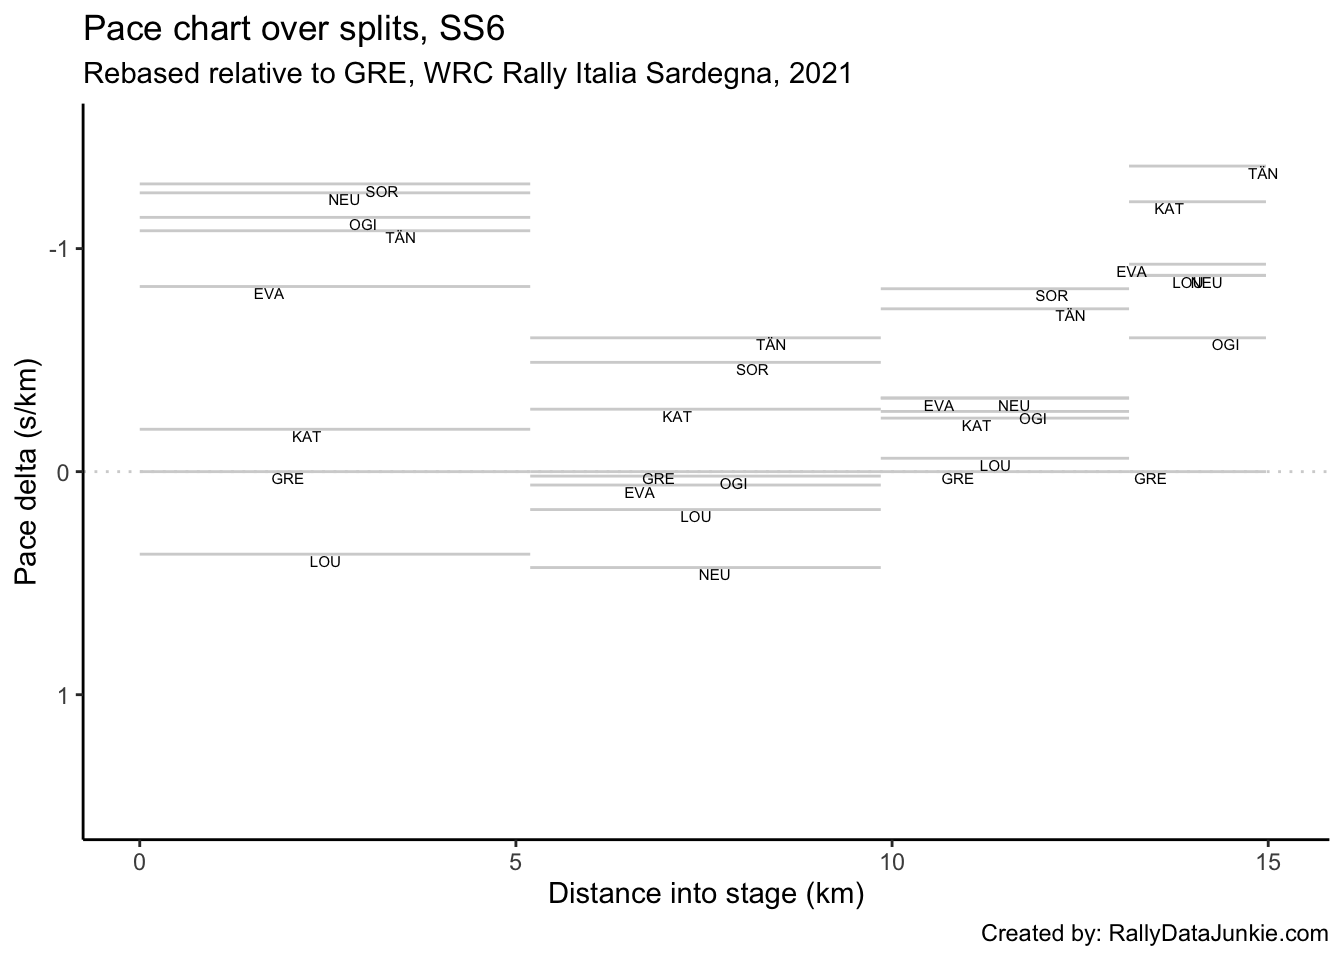 Pace chart over splits, SS6
Rebased relative to GRE, WRC Rally Italia Sardegna, 2021
Pace delta (s/km)
-1
0
1
SOR
NEU
OGI
TÄN
EVA
KAT
GRE
LOU
TÄN
SOR
KAT
GRE
OGI
EVA
LOU
NEU
SOR
TÄN
EVA NEU
OGI
KAT
LOU
GRE
TÄN
KAT
EVA
LOU NEU
OGI
GRE
0 5 10 15
Distance into stage (km)
Created by: RallyDataJunkie.com